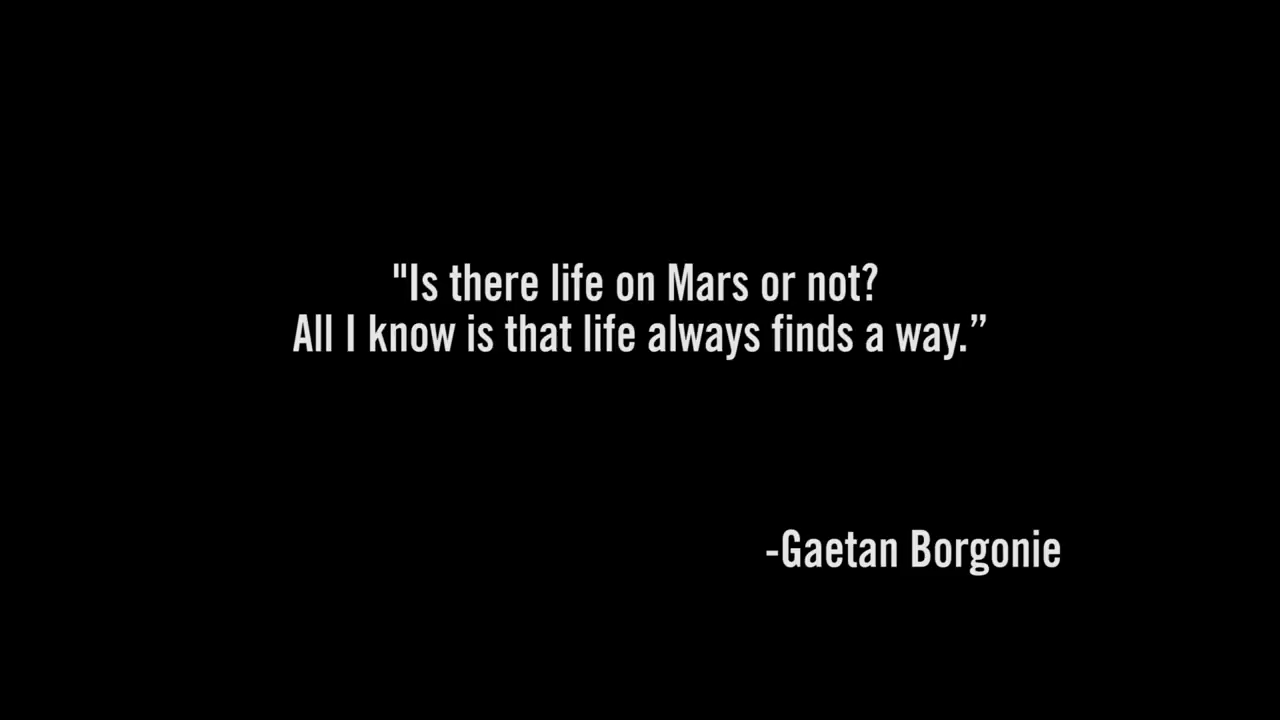 "Is there life on Mars or not?
All I know is that life always finds a way.”
-Gaetan Borgonie